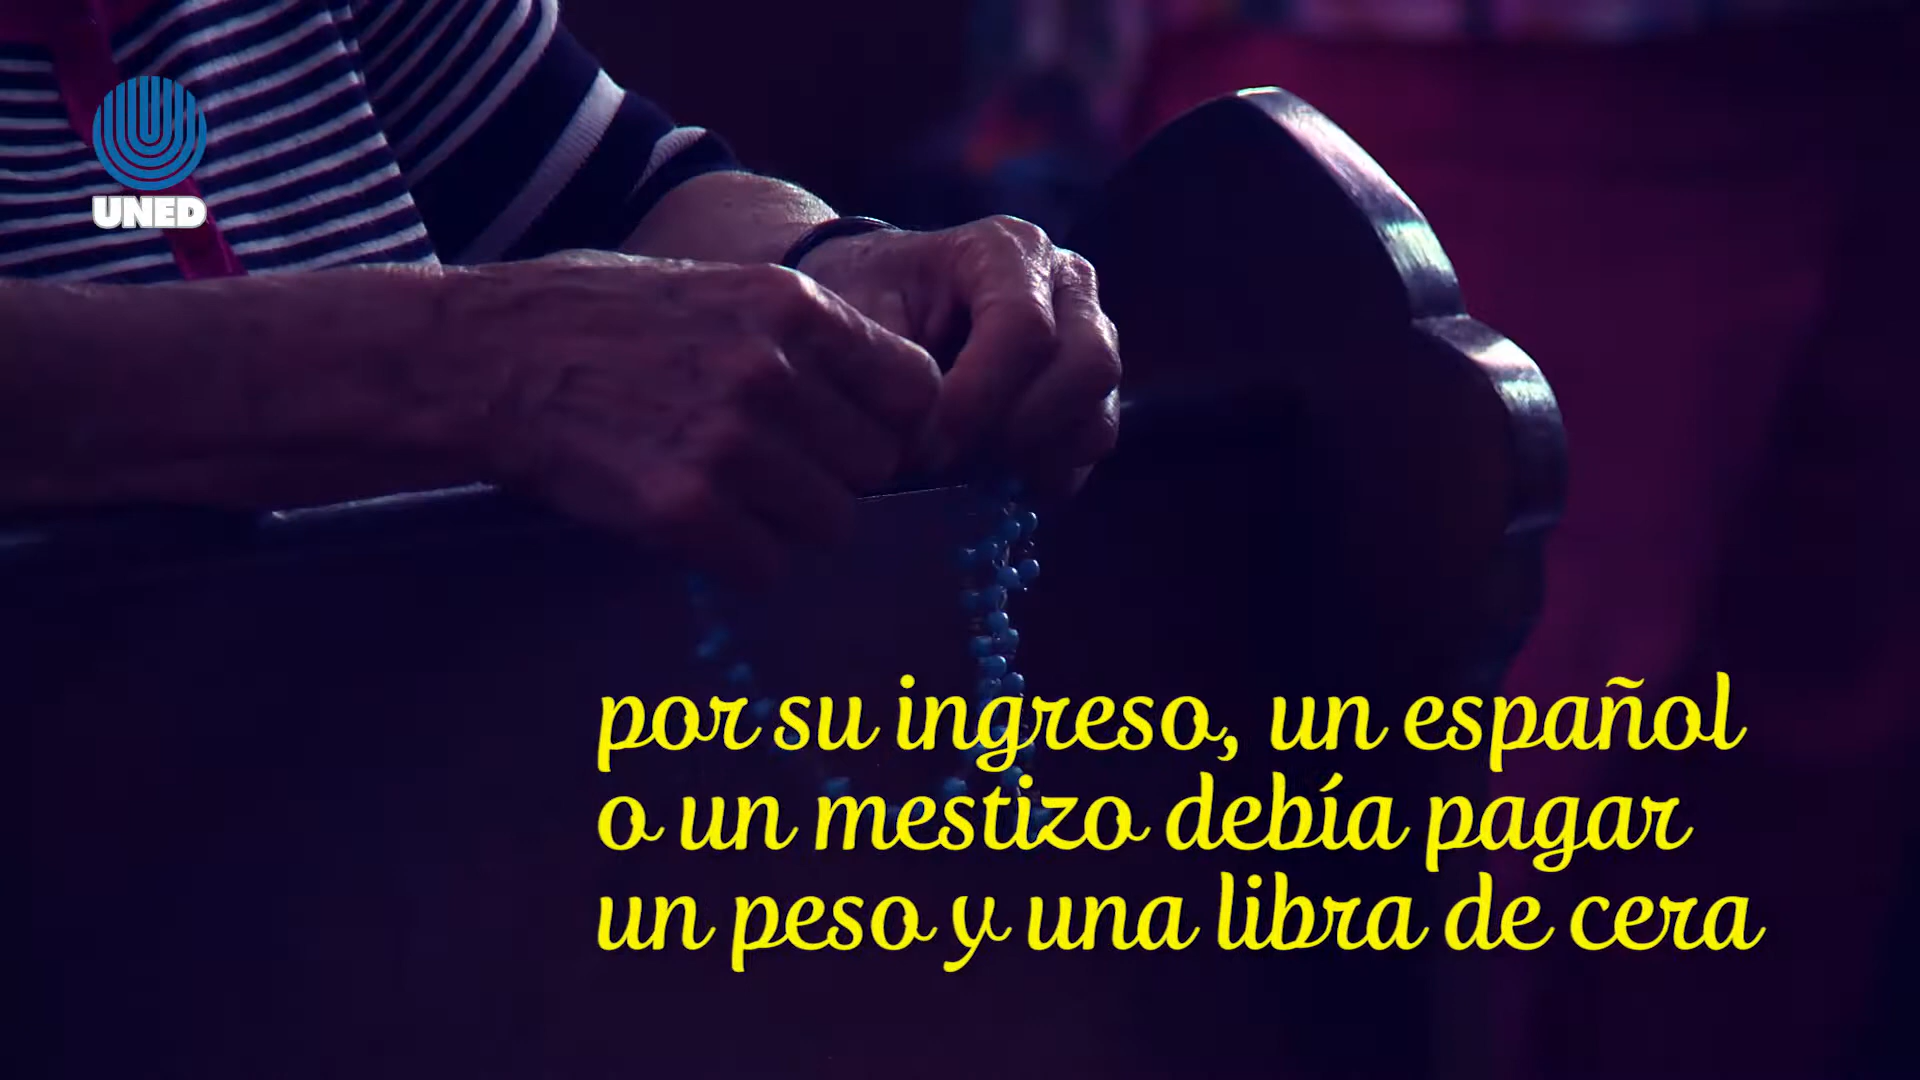 UNED
por su ingreso, un español
o un mestizo debía pagar
un peso y una libra de cera